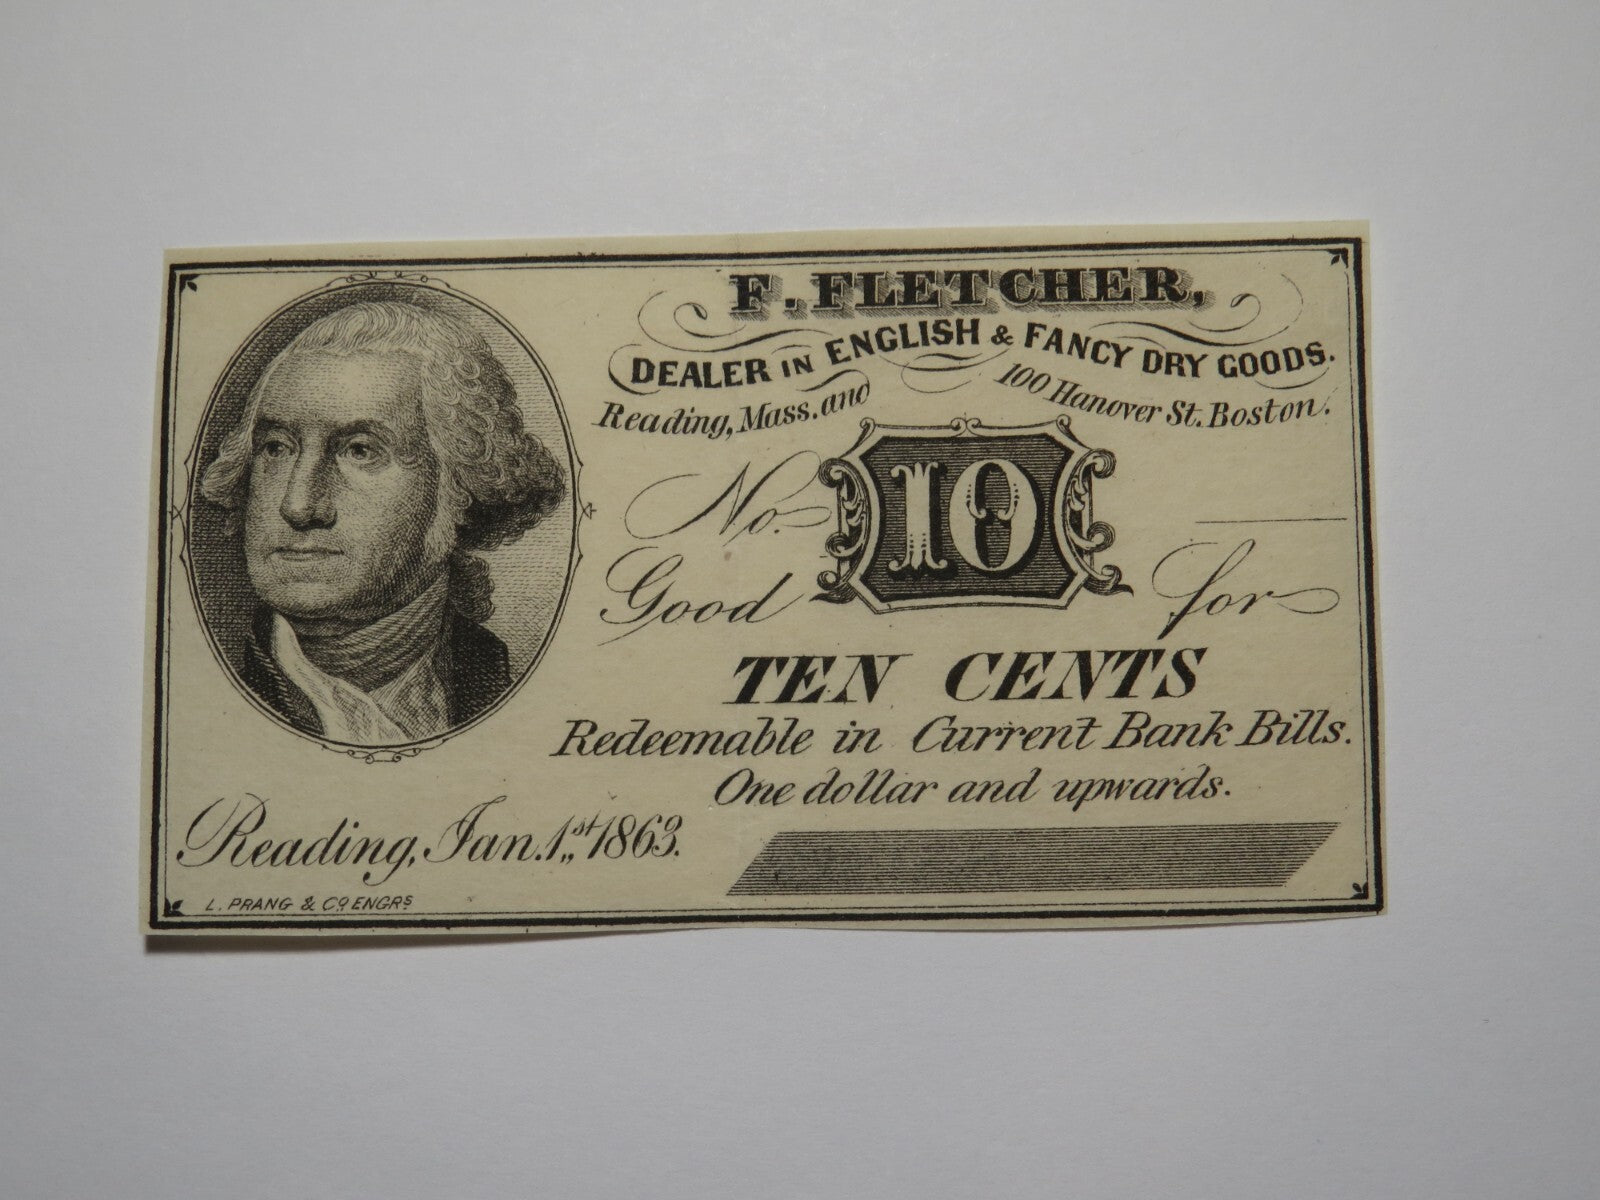 F. FLETCHER,
DEALER IN ENGLISH & FANCY DRY GOODS.
Reading, Mass. and 100 Hanover St. Boston.
No. 10
Good for
TEN CENTS
Redeemable in Current Bank Bills.
One dollar and upwards.
Reading, Jan. 1st,, 1863.
L. PRANG & Co ENGRS